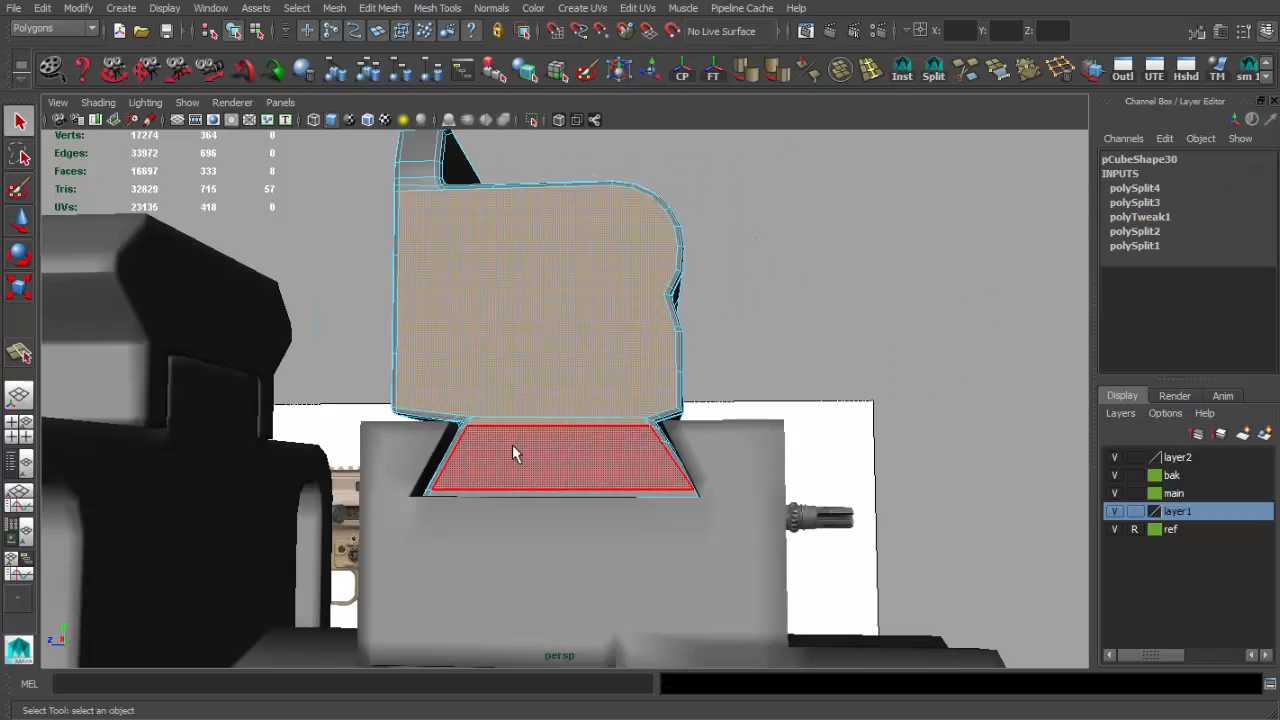 File Edit Modify Create Display Window Assets Select Mesh Edit Mesh Mesh Tools Normals Color Create UVs Edit UVs Muscle Pipeline Cache Help
Polygons
No Live Surface
X:
Y:
Z:
CP
FT
Inst
Split
Outl
UTE
Hshd
TM
sm 1
View Shading Lighting Show Renderer Panels
Channel Box / Layer Editor
Verts: 17274 364 0
Edges: 33972 696 0
Faces: 16697 333 8
Tris: 32829 715 57
UVs: 23135 418 0
Channels Edit Object Show
pCubeShape30
INPUTS
polySplit4
polySplit3
polyTweak1
polySplit2
polySplit1
Display Render Anim
Layers Options Help
V layer2
V bak
V main
V layer1
V R ref
persp
MEL
Select Tool: select an object